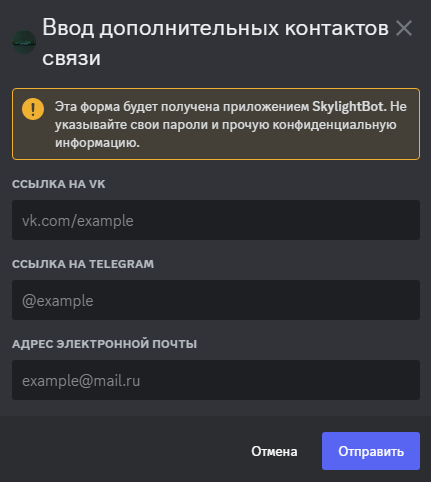 Ввод дополнительных контактов
связи
Эта форма будет получена приложением SkylightBot. Не
указывайте свои пароли и прочую конфиденциальную
информацию.
ССЫЛКА НА VK
vk.com/example
ССЫЛКА НА TELEGRAM
@example
АДРЕС ЭЛЕКТРОННОЙ ПОЧТЫ
example@mail.ru
Отмена
Отправить